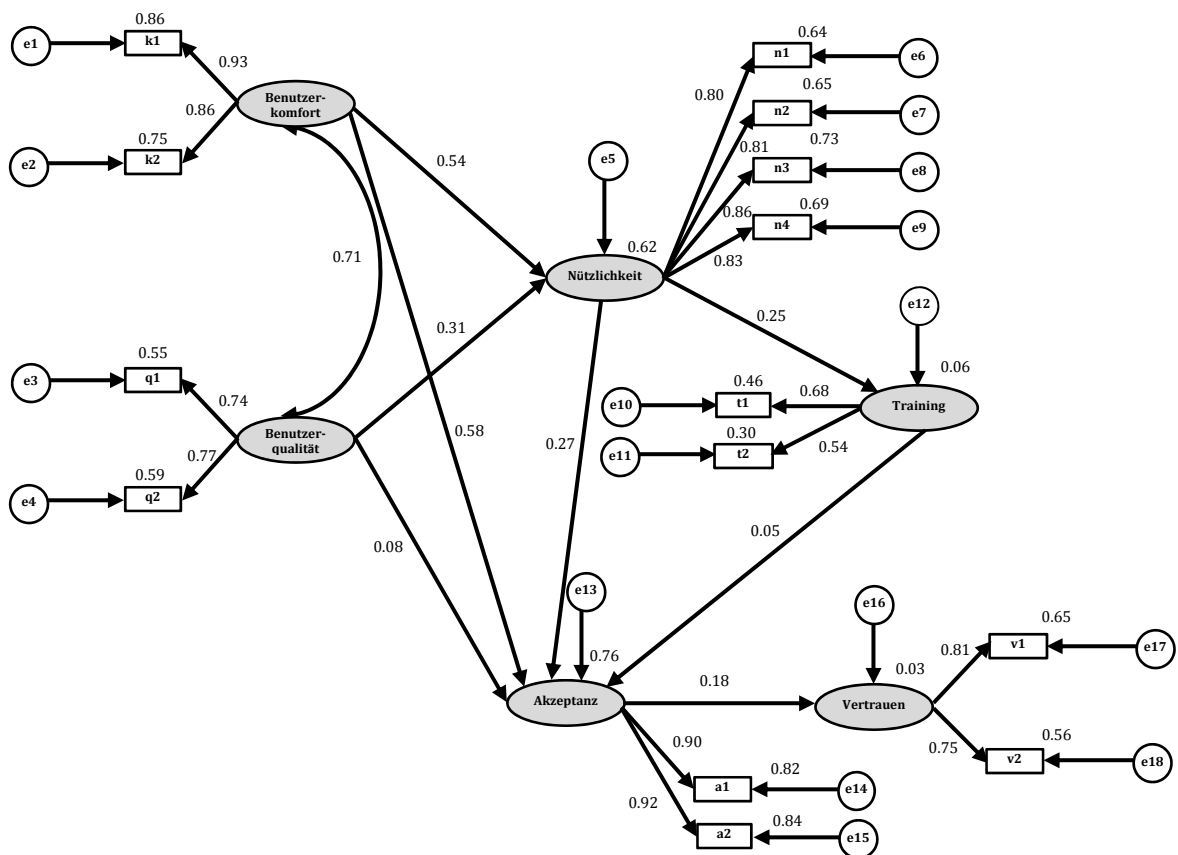 0.86
e1
k1
0.93
Benutzer-
komfort
0.86
0.75
e2
k2
0.54
0.71
e5
0.62
Nützlichkeit
0.64
n1
e6
0.80
0.65
n2
e7
0.81
0.73
n3
e8
0.86
0.69
n4
e9
0.83
0.25
e12
0.06
Training
0.31
0.55
e3
q1
0.74
Benutzer-
qualität
0.77
0.59
e4
q2
0.46
e10
t1
0.68
0.30
e11
t2
0.54
0.58
0.27
0.05
0.08
e13
0.76
Akzeptanz
0.18
e16
0.03
Vertrauen
0.65
0.81
v1
e17
0.56
0.75
v2
e18
0.90
0.82
a1
e14
0.92
0.84
a2
e15